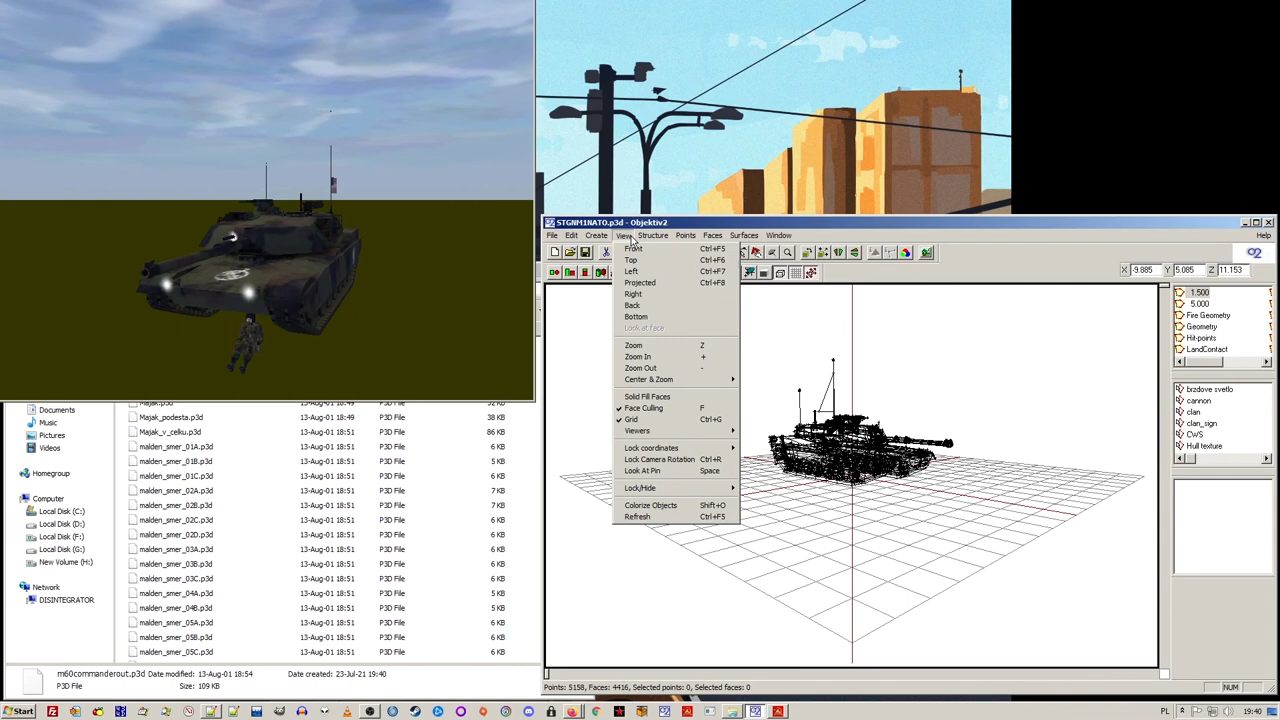 STGNM1NATO.p3d - Objektiv2
File Edit Create View Structure Points Faces Surfaces Window Help
Front Ctrl+F5
Top Ctrl+F6
Left Ctrl+F7
Projected Ctrl+F8
Right
Back
Bottom
Look at face
Zoom Z
Zoom In +
Zoom Out -
Center & Zoom
Solid Fill Faces
Face Culling F
Grid Ctrl+G
Viewers
Lock coordinates
Lock Camera Rotation Ctrl+R
Look At Pin Space
Lock/Hide
Colorize Objects Shift+O
Refresh Ctrl+F5
X -9.885 Y 5.085 Z 11.153
1.500
5.000
Fire Geometry
Geometry
Hit-points
LandContact
brzdove svetlo
cannon
clan
clan_sign
CWS
Hull texture
Points: 5158, Faces: 4416, Selected points: 0, Selected faces: 0
NUM
Documents
Music
Pictures
Videos
Homegroup
Computer
Local Disk (C:)
Local Disk (D:)
Local Disk (F:)
Local Disk (G:)
New Volume (H:)
Network
DISINTEGRATOR
Majak_podesta.p3d 13-Aug-01 18:49 P3D File 38 KB
Majak_v_celku.p3d 13-Aug-01 18:49 P3D File 86 KB
malden_smer_01A.p3d 13-Aug-01 18:51 P3D File 6 KB
malden_smer_01B.p3d 13-Aug-01 18:51 P3D File 6 KB
malden_smer_01C.p3d 13-Aug-01 18:51 P3D File 6 KB
malden_smer_02A.p3d 13-Aug-01 18:51 P3D File 7 KB
malden_smer_02B.p3d 13-Aug-01 18:51 P3D File 7 KB
malden_smer_02C.p3d 13-Aug-01 18:51 P3D File 6 KB
malden_smer_02D.p3d 13-Aug-01 18:51 P3D File 6 KB
malden_smer_03A.p3d 13-Aug-01 18:51 P3D File 6 KB
malden_smer_03B.p3d 13-Aug-01 18:51 P3D File 6 KB
malden_smer_03C.p3d 13-Aug-01 18:51 P3D File 6 KB
malden_smer_04A.p3d 13-Aug-01 18:51 P3D File 6 KB
malden_smer_04B.p3d 13-Aug-01 18:51 P3D File 6 KB
malden_smer_05A.p3d 13-Aug-01 18:51 P3D File 6 KB
malden_smer_05B.p3d 13-Aug-01 18:51 P3D File 6 KB
malden_smer_05C.p3d 13-Aug-01 18:51 P3D File 6 KB
m60commanderout.p3d Date modified: 13-Aug-01 18:54 Date created: 23-Jul-21 19:40
P3D File Size: 109 KB
Start
PL 19:40